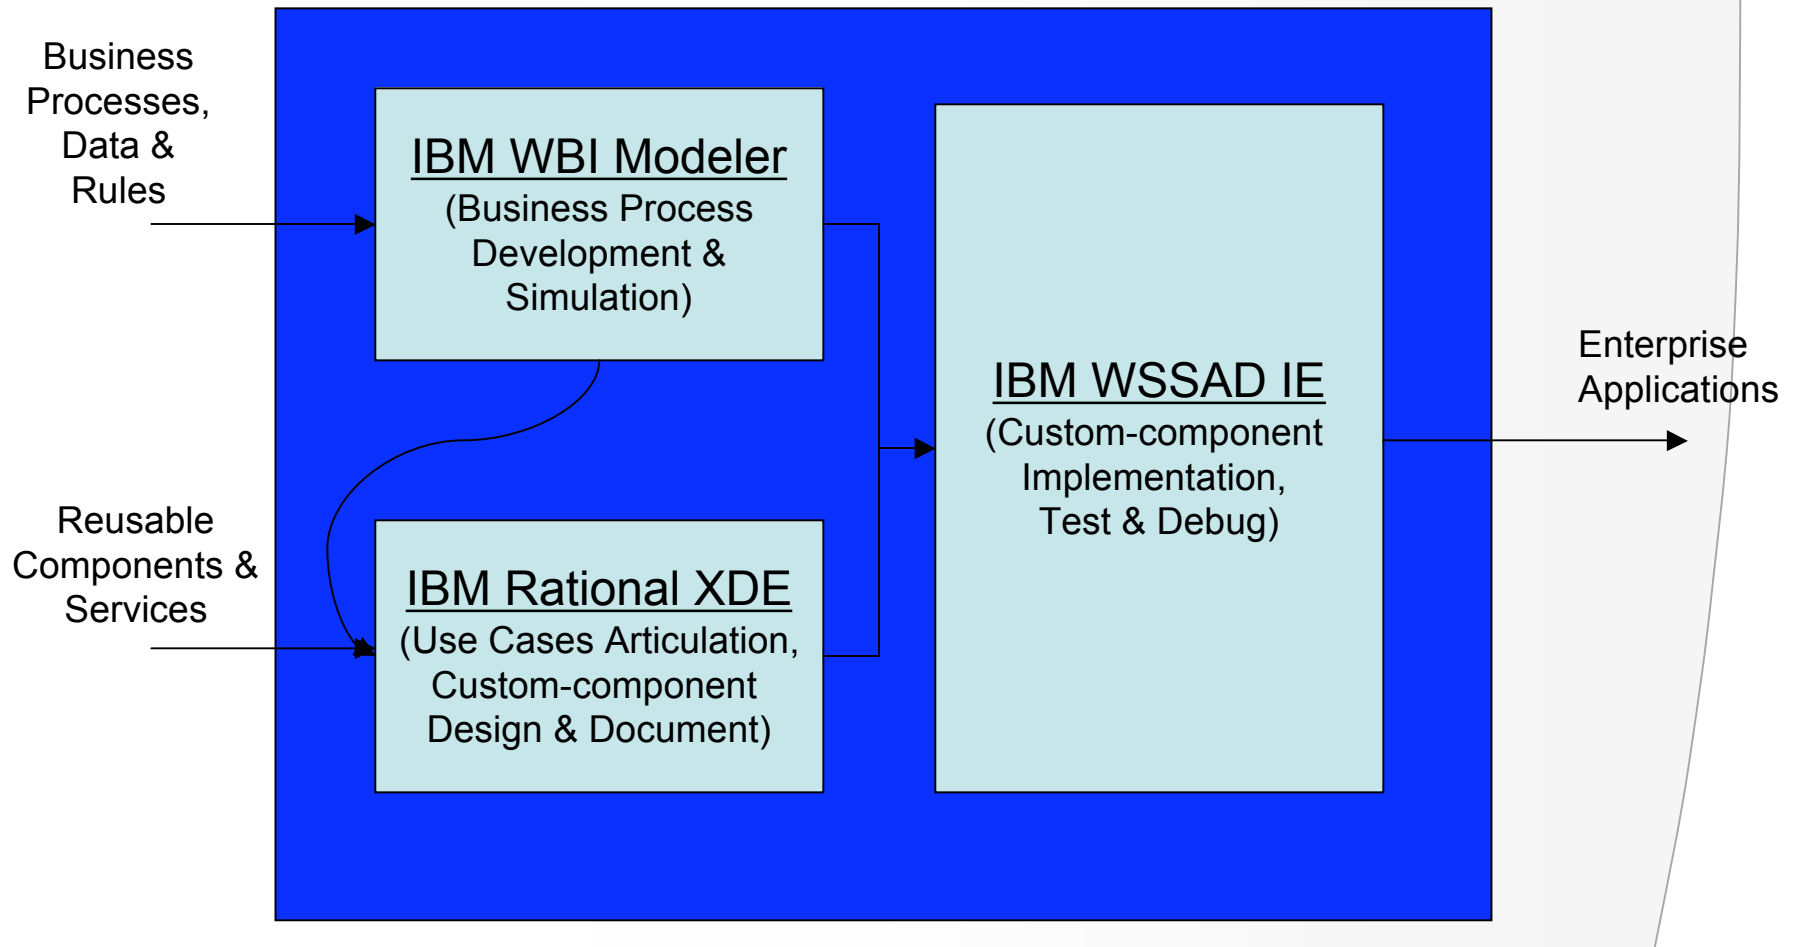 Business
Processes,
Data &
Rules
IBM WBI Modeler
(Business Process
Development &
Simulation)
IBM WSSAD IE
(Custom-component
Implementation,
Test & Debug)
Enterprise
Applications
Reusable
Components &
Services
IBM Rational XDE
(Use Cases Articulation,
Custom-component
Design & Document)